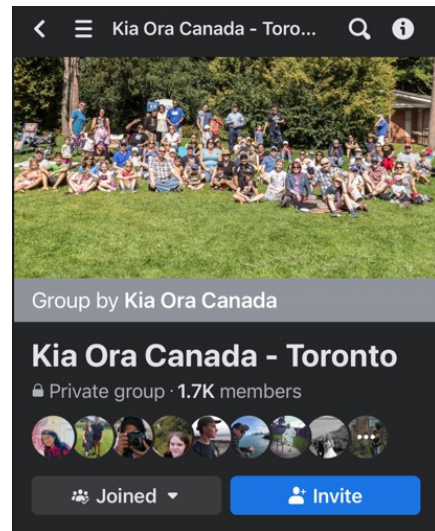 Kia Ora Canada - Toro...
Group by Kia Ora Canada
Kia Ora Canada - Toronto
Private group · 1.7K members
Joined
Invite